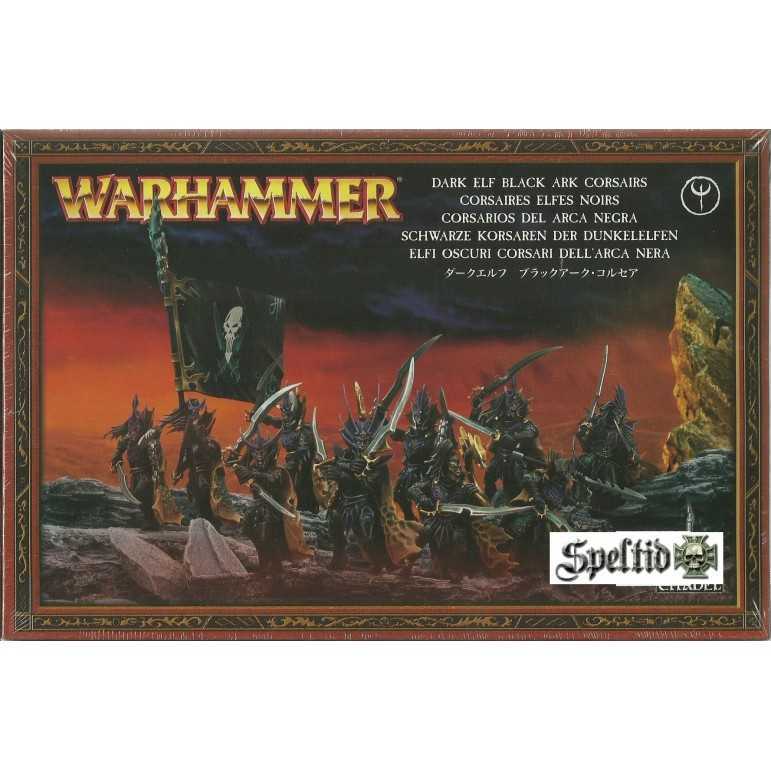 WARHAMMER®
DARK ELF BLACK ARK CORSAIRS
CORSAIRES ELFES NOIRS
CORSARIOS DEL ARCA NEGRA
SCHWARZE KORSAREN DER DUNKELELFEN
ELFI OSCURI CORSARI DELL'ARCA NERA
ダークエルフ ブラックアーク・コルセア
Speltid
CITADEL